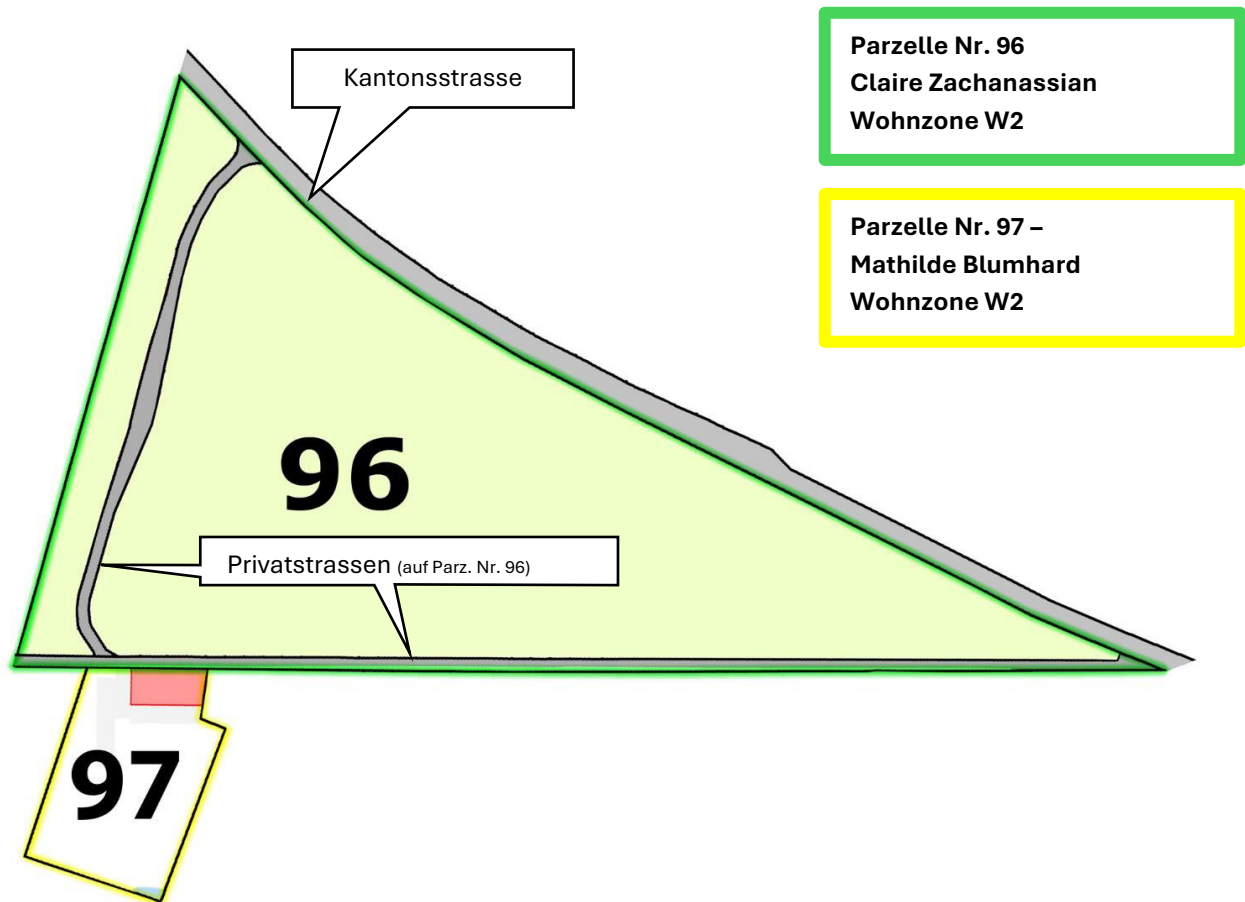 Kantonsstrasse
Parzelle Nr. 96
Claire Zachanassian
Wohnzone W2
Parzelle Nr. 97 –
Mathilde Blumhard
Wohnzone W2
96
Privatstrassen (auf Parz. Nr. 96)
97